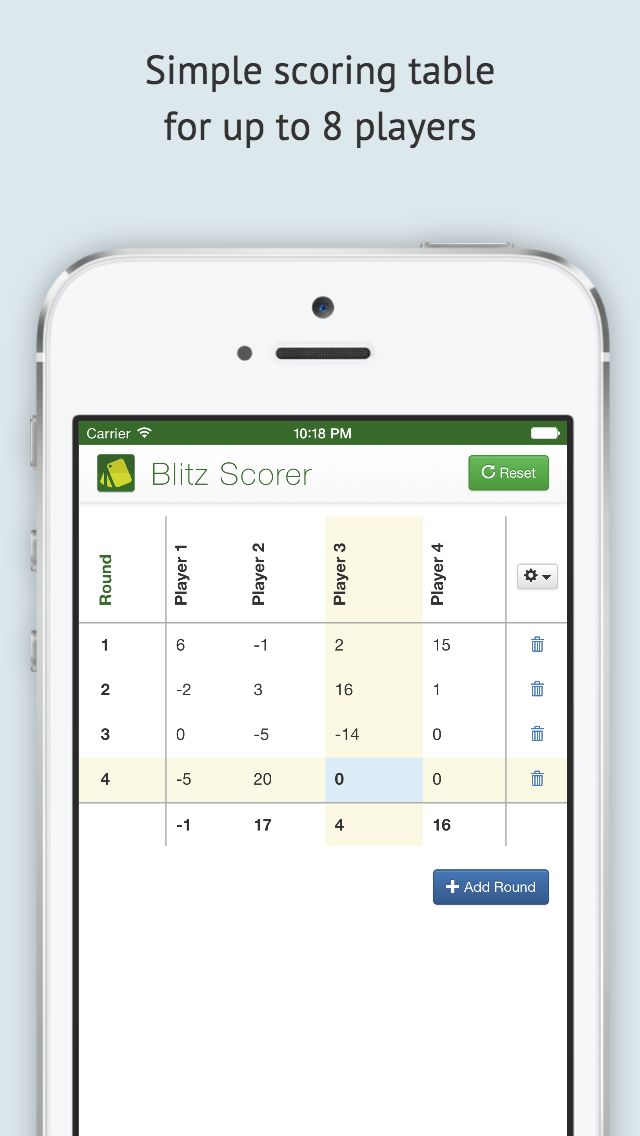 Simple scoring table
for up to 8 players
Carrier 10:18 PM
Blitz Scorer Reset
Round Player 1 Player 2 Player 3 Player 4
1 6 -1 2 15
2 -2 3 16 1
3 0 -5 -14 0
4 -5 20 0 0
-1 17 4 16
Add Round